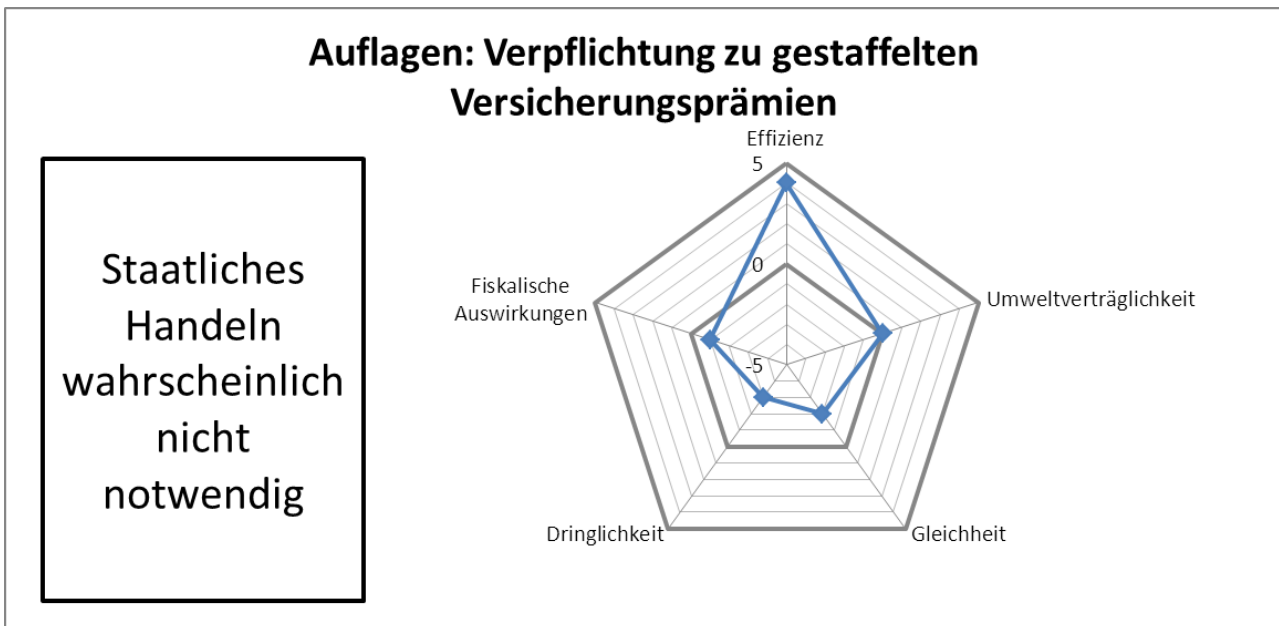 Auflagen: Verpflichtung zu gestaffelten
Versicherungsprämien
Staatliches
Handeln
wahrscheinlich
nicht
notwendig
Effizienz
5
0
-5
Umweltverträglichkeit
Gleichheit
Dringlichkeit
Fiskalische
Auswirkungen